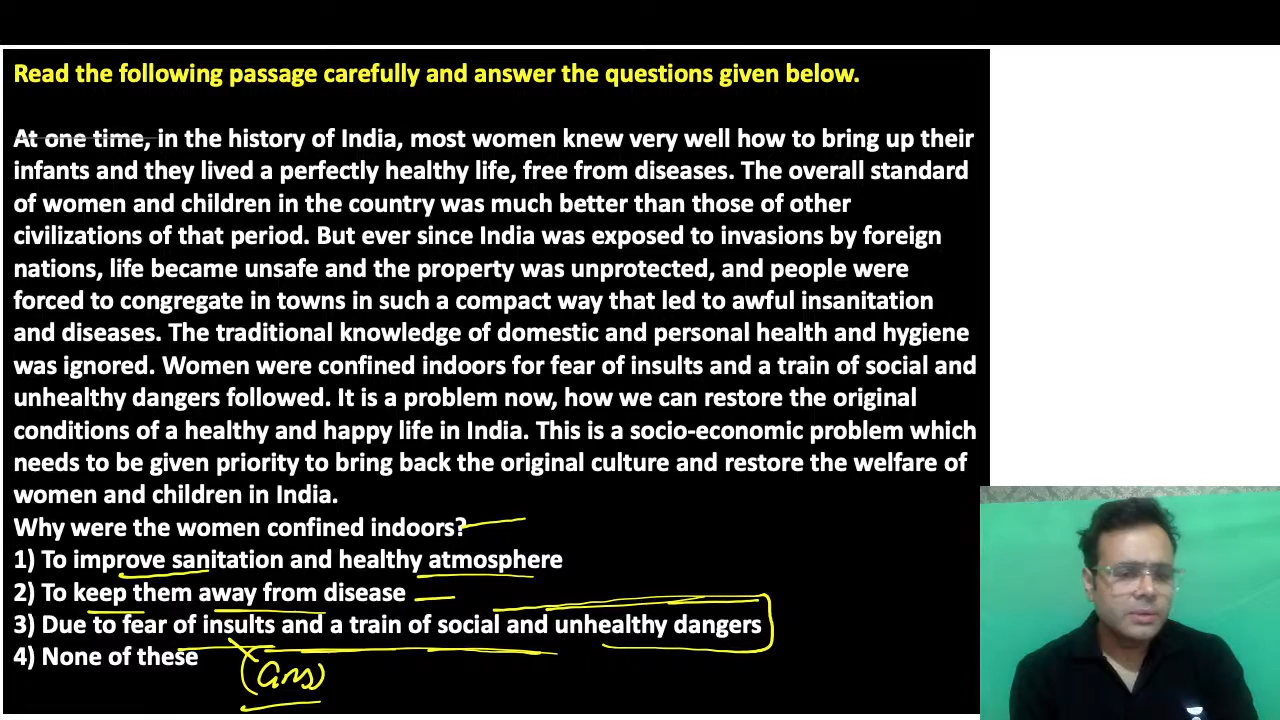 Read the following passage carefully and answer the questions given below.
At one time, in the history of India, most women knew very well how to bring up their
infants and they lived a perfectly healthy life, free from diseases. The overall standard
of women and children in the country was much better than those of other
civilizations of that period. But ever since India was exposed to invasions by foreign
nations, life became unsafe and the property was unprotected, and people were
forced to congregate in towns in such a compact way that led to awful insanitation
and diseases. The traditional knowledge of domestic and personal health and hygiene
was ignored. Women were confined indoors for fear of insults and a train of social and
unhealthy dangers followed. It is a problem now, how we can restore the original
conditions of a healthy and happy life in India. This is a socio-economic problem which
needs to be given priority to bring back the original culture and restore the welfare of
women and children in India.
Why were the women confined indoors?
1) To improve sanitation and healthy atmosphere
2) To keep them away from disease
3) Due to fear of insults and a train of social and unhealthy dangers
4) None of these
(ans)